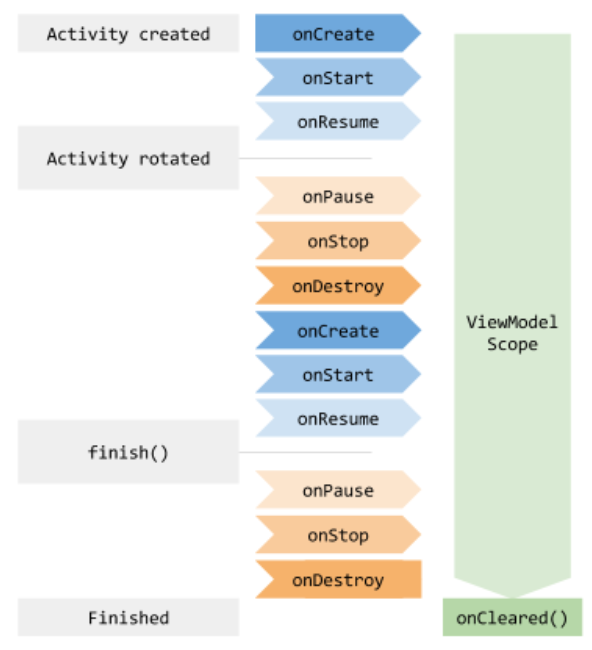 Activity created
onCreate
onStart
onResume
Activity rotated
onPause
onStop
onDestroy
onCreate
ViewModel
Scope
onStart
onResume
finish()
onPause
onStop
onDestroy
Finished
onCleared()